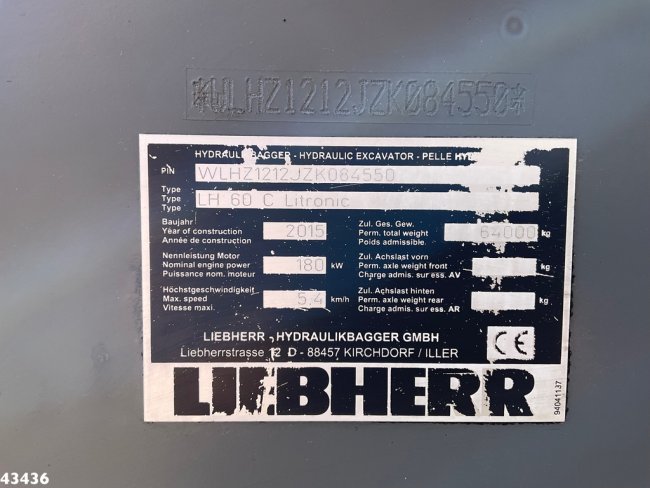 *WLHZ1212JZK084550*
HYDRAULIKBAGGER - HYDRAULIC EXCAVATOR - PELLE HY
PIN WLHZ1212JZK084550
Type
Type LH 60 C Litronic
Type
Baujahr
Year of construction 2015
Année de construction
Zul. Ges. Gew.
Perm. total weight 64000 kg
Poids admissible
Nennleistung Motor
Nominal engine power 180 kW
Puissance nom. moteur
Zul. Achslast vorn
Perm. axle weight front kg
Charge admis. sur ess. AV
Höchstgeschwindigkeit
Max. speed 5,4 km/h
Vitesse maxi.
Zul. Achslast hinten
Perm. axle weight rear kg
Charge admis. sur ess. AR
LIEBHERR - HYDRAULIKBAGGER GMBH
Liebherrstrasse 12 D - 88457 KIRCHDORF / ILLER
CE
LIEBHERR
94041137
43436